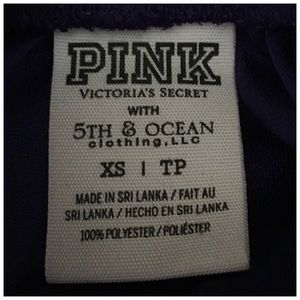 PINK
VICTORIA'S SECRET
WITH
5TH & OCEAN
clothing, LLC
XS | TP
MADE IN SRI LANKA / FAIT AU
SRI LANKA / HECHO EN SRI LANKA
100% POLYESTER / POLIÉSTER